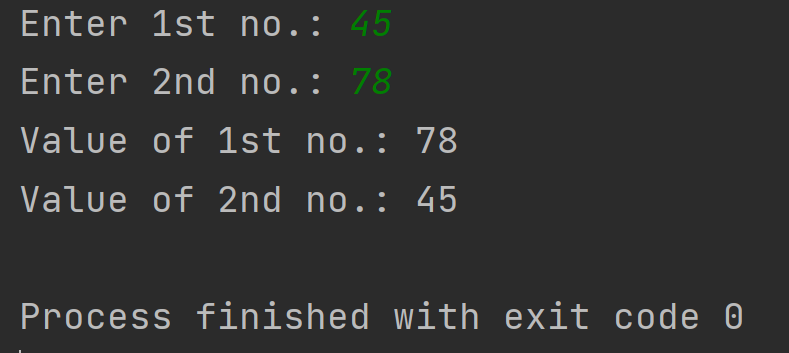 Enter 1st no.: 45
Enter 2nd no.: 78
Value of 1st no.: 78
Value of 2nd no.: 45
Process finished with exit code 0